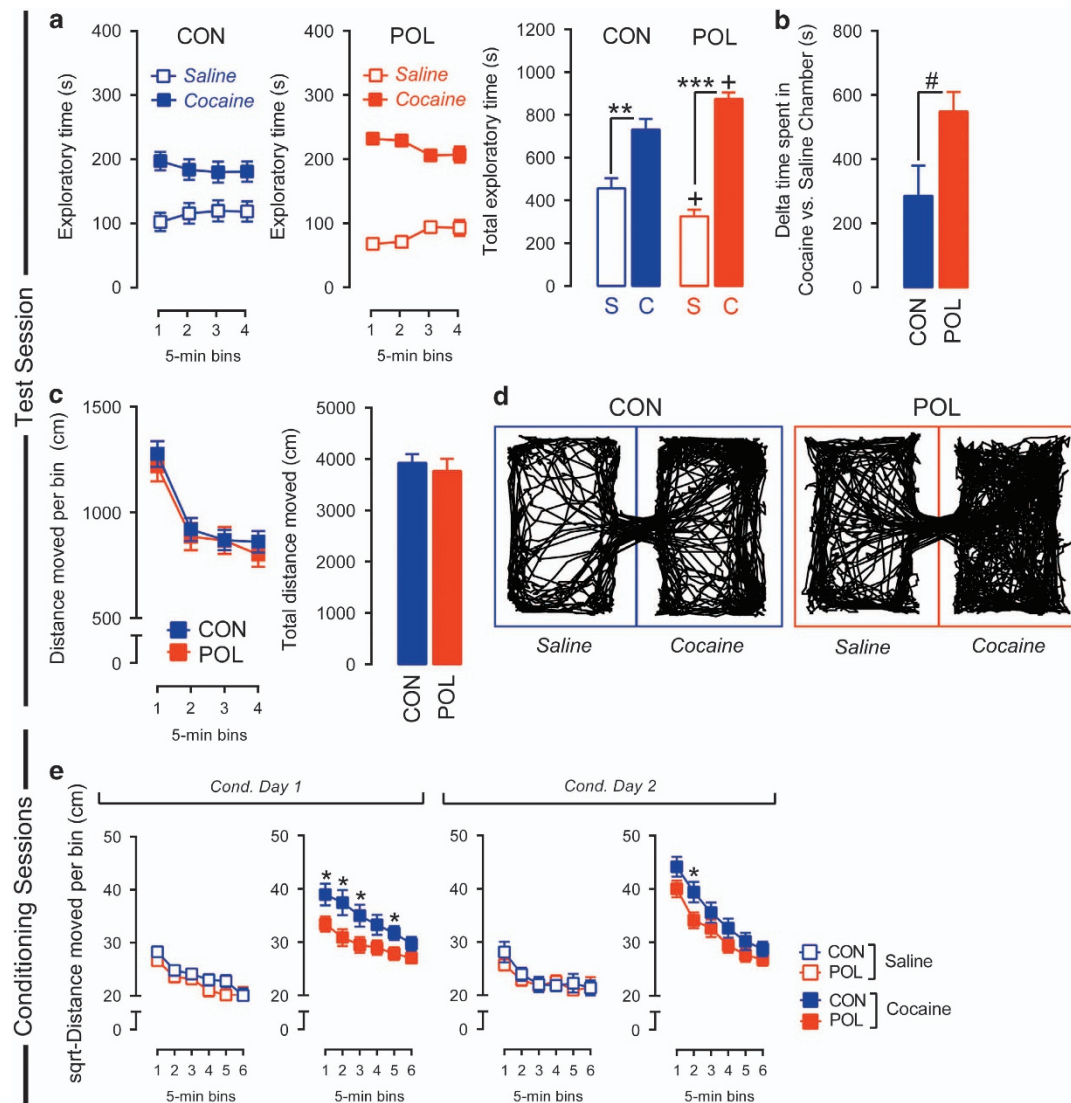 Test Session
Conditioning Sessions
a
CON
Saline
Cocaine
Exploratory time (s)
400
300
200
100
0
1 2 3 4
5-min bins
POL
Saline
Cocaine
Exploratory time (s)
400
300
200
100
0
1 2 3 4
5-min bins
Total exploratory time (s)
1200
1000
800
600
400
200
0
CON POL
** *** +
+
S C S C
b
Delta time spent in
Cocaine vs. Saline Chamber (s)
800
600
400
200
0
#
CON
POL
c
Distance moved per bin (cm)
1500
1000
500
0
CON
POL
1 2 3 4
5-min bins
Total distance moved (cm)
5000
4000
3000
2000
1000
0
CON
POL
d
CON
Saline Cocaine
POL
Saline Cocaine
e
Cond. Day 1
Cond. Day 2
sqrt-Distance moved per bin (cm)
50
40
30
20
0
1 2 3 4 5 6
5-min bins
50
40
30
20
0
* * * *
1 2 3 4 5 6
5-min bins
50
40
30
20
0
1 2 3 4 5 6
5-min bins
50
40
30
20
0
*
1 2 3 4 5 6
5-min bins
CON
POL
Saline
CON
POL
Cocaine